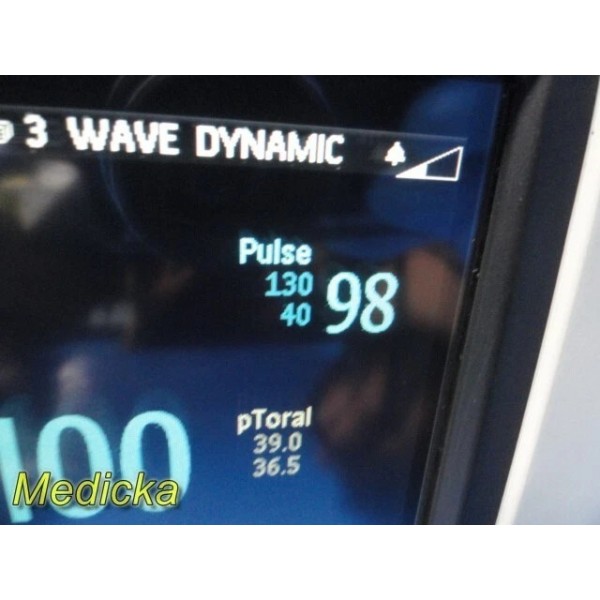 3 WAVE DYNAMIC
Pulse
130
40
98
100
pToral
39.0
36.5
Medicka